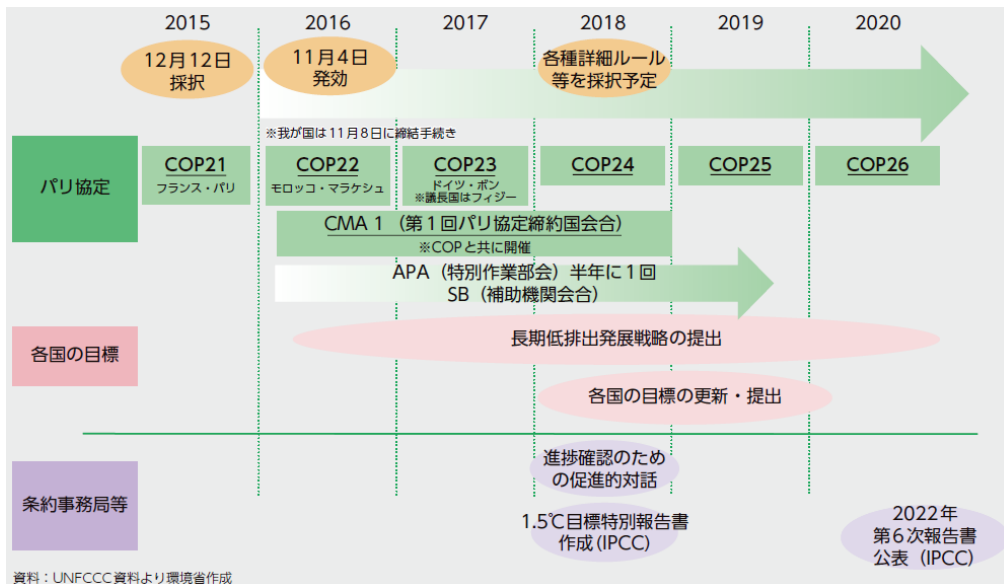 2015 2016 2017 2018 2019 2020
12月12日
採択
11月4日
発効
各種詳細ルール
等を採択予定
※我が国は11月8日に締結手続き
パリ協定
COP21
フランス・パリ
COP22
モロッコ・マラケシュ
COP23
ドイツ・ボン
※議長国はフィジー
COP24
COP25
COP26
CMA 1 (第1回パリ協定締約国会合)
※COPと共に開催
APA(特別作業部会)半年に1回
SB(補助機関会合)
各国の目標
長期低排出発展戦略の提出
各国の目標の更新・提出
条約事務局等
進捗確認のため
の促進的対話
1.5℃目標特別報告書
作成(IPCC)
2022年
第6次報告書
公表 (IPCC)
資料:UNFCCC資料より環境省作成